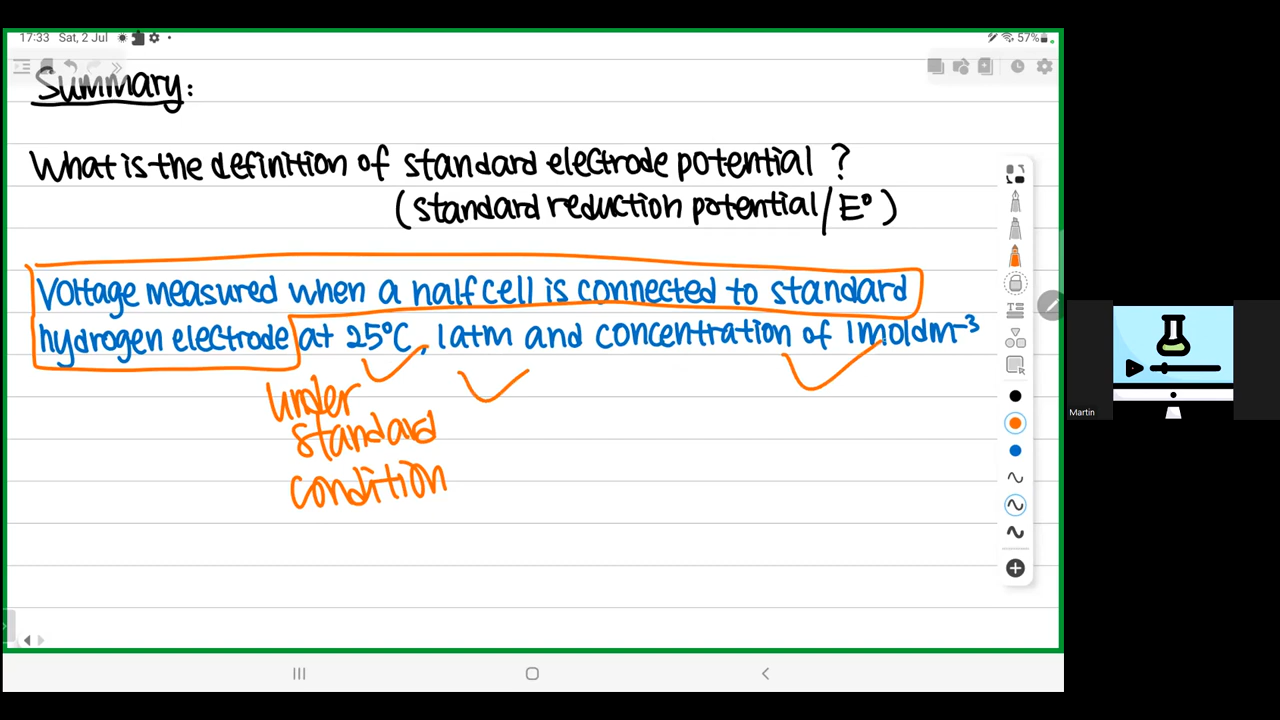 17:33 Sat, 2 Jul
57%
Summary:
What is the definition of standard electrode potential ?
(standard reduction potential/E°)
Voltage measured when a half cell is connected to standard
hydrogen electrode at 25°C, 1atm and concentration of 1moldm-³
under
standard
condition
Martin